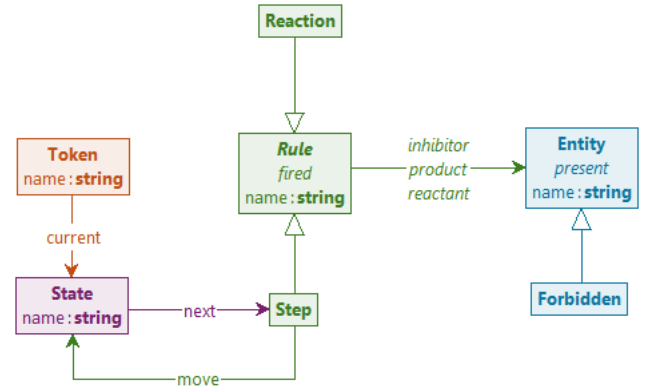 Reaction
Rule
fired
name:string
inhibitor
product
reactant
Entity
present
name:string
Token
name:string
current
State
name:string
next
Step
Forbidden
move